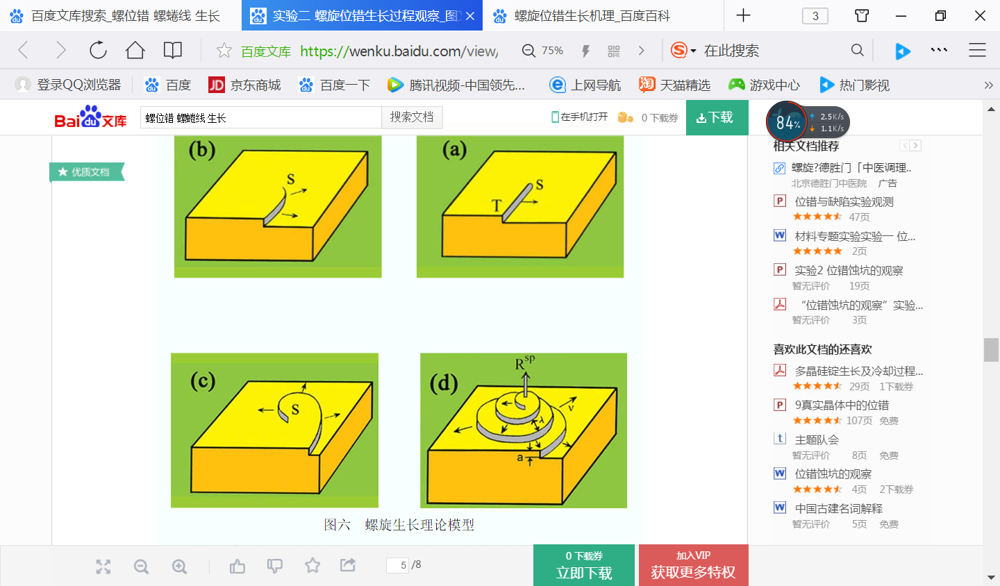 百度文库搜索_螺位错 螺蜷线 生长
实验二 螺旋位错生长过程观察_图
螺旋位错生长机理_百度百科
3
百度文库 https://wenku.baidu.com/view/
75%
在此搜索
登录QQ浏览器
百度
京东商城
百度一下
腾讯视频-中国领先...
上网导航
天猫精选
游戏中心
热门影视
Bai du 文库
螺位错 螺蜷线 生长
搜索文档
在手机打开
0 下载券
下载
84%
2.5K/s
1.1K/s
优质文档
(b)
S
(a)
S
T
(c)
S
(d)
R sp
λ
v
a
图六 螺旋生长理论模型
相关文档推荐
螺旋?德胜门「中医调理..
北京德胜门中医院 广告
位错与缺陷实验观测
47页
材料专题实验实验一 位...
2页
实验2 位错蚀坑的观察
暂无评价 19页
“位错蚀坑的观察”实验...
暂无评价 3页
喜欢此文档的还喜欢
多晶硅锭生长及冷却过程...
29页 1下载券
9真实晶体中的位错
107页 免费
主题队会
暂无评价 8页 免费
位错蚀坑的观察
4页 2下载券
中国古建名词解释
暂无评价 5页 免费
5 /8
0 下载券
立即下载
加入VIP
获取更多特权